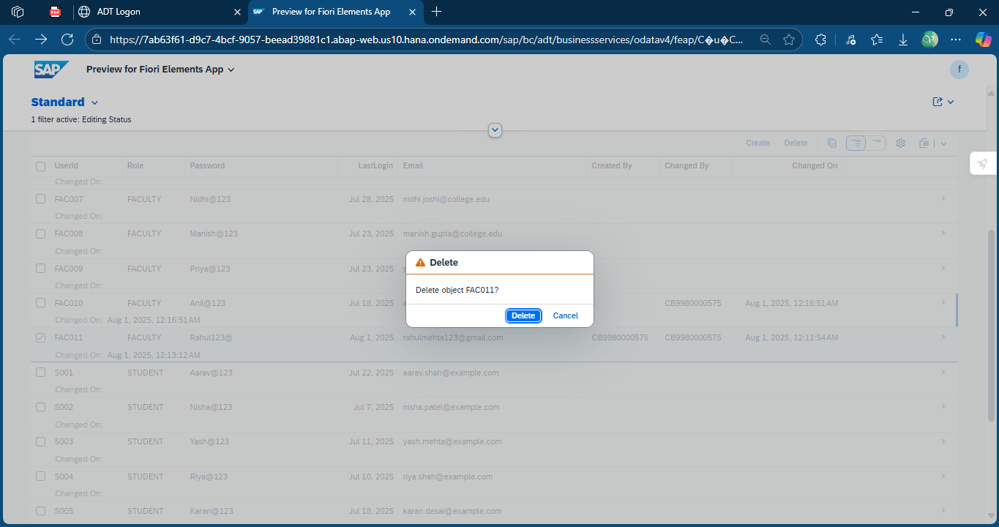 PDF
ADT Logon
SAP Preview for Fiori Elements App
https://7ab63f61-d9c7-4bcf-9057-beead39881c1.abap-web.us10.hana.ondemand.com/sap/bc/adt/businessservices/odatav4/feap/C�u�C...
SAP Preview for Fiori Elements App f
Standard
1 filter active: Editing Status
Create Delete
UserId Role Password LastLogin Email Created By Changed By Changed On
Changed On:
FAC007 FACULTY Nidhi@123 Jul 28, 2025 nidhi.joshi@college.edu
Changed On:
FAC008 FACULTY Manish@123 Jul 23, 2025 manish.gupta@college.edu
Changed On:
FAC009 FACULTY Priya@123 Jul 23, 2025
Changed On:
FAC010 FACULTY Anil@123 Jul 18, 2025 CB9980000575 Aug 1, 2025, 12:16:51 AM
Changed On: Aug 1, 2025, 12:16:51 AM
FAC011 FACULTY Rahul123@ Aug 1, 2025 rahulmehta123@gmail.com CB9980000575 CB9980000575 Aug 1, 2025, 12:11:54 AM
Changed On: Aug 1, 2025, 12:13:12 AM
S001 STUDENT Aarav@123 Jul 22, 2025 aarav.shah@example.com
Changed On:
S002 STUDENT Nisha@123 Jul 7, 2025 nisha.patel@example.com
Changed On:
S003 STUDENT Yash@123 Jul 11, 2025 yash.mehta@example.com
Changed On:
S004 STUDENT Riya@123 Jul 10, 2025 riya.shah@example.com
Changed On:
S005 STUDENT Karan@123 Jul 18, 2025 karan.desai@example.com
Delete
Delete object FAC011?
Delete Cancel